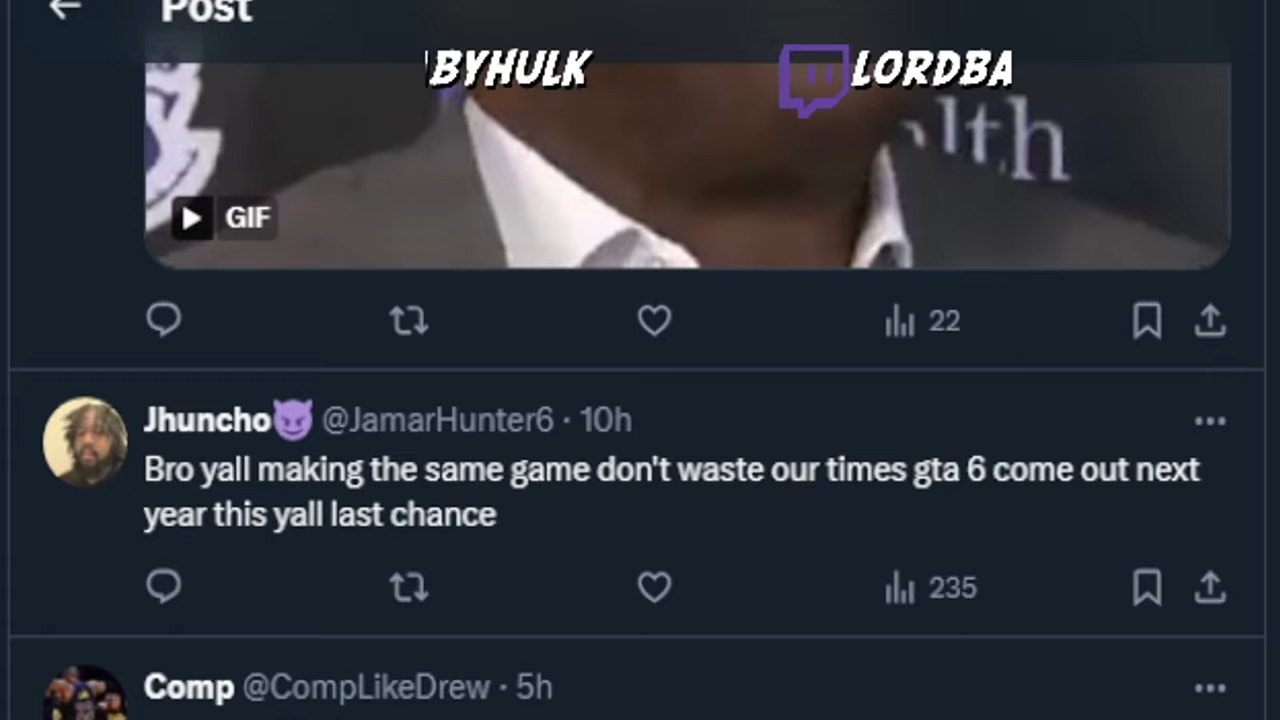 Post
BYHULK
LORDBA
lth
GIF
22
Jhuncho @JamarHunter6 · 10h
Bro yall making the same game don't waste our times gta 6 come out next
year this yall last chance
235
Comp @CompLikeDrew · 5h